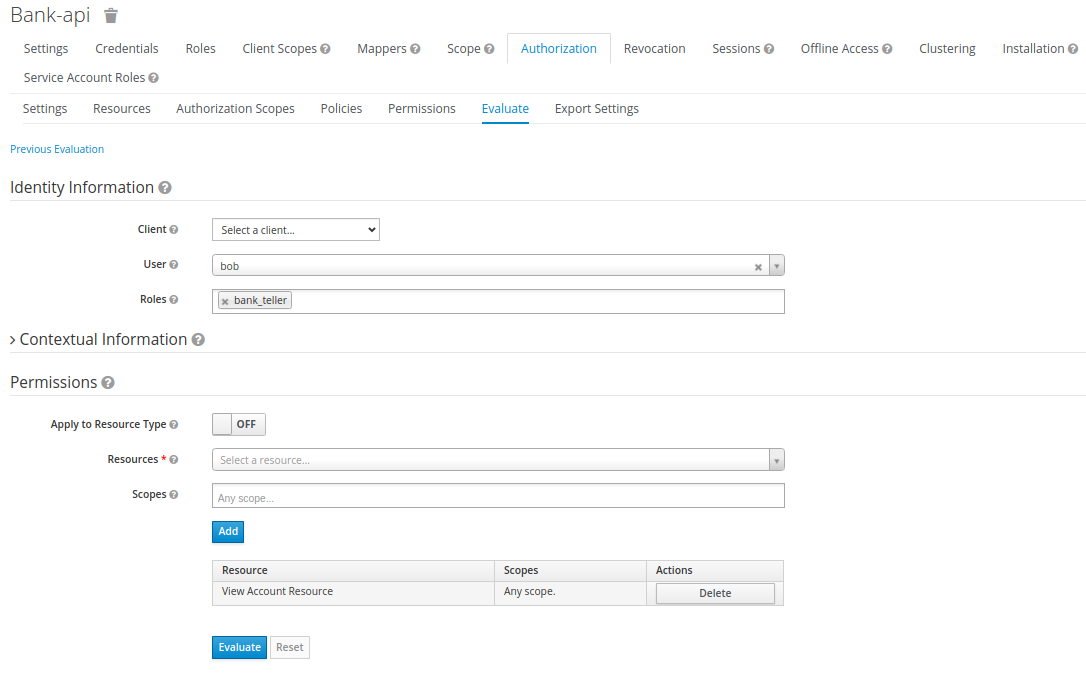 Bank-api
Settings Credentials Roles Client Scopes Mappers Scope Authorization Revocation Sessions Offline Access Clustering Installation
Service Account Roles
Settings Resources Authorization Scopes Policies Permissions Evaluate Export Settings
Previous Evaluation
Identity Information
Client Select a client...
User bob
Roles bank_teller
Contextual Information
Permissions
Apply to Resource Type OFF
Resources * Select a resource...
Scopes Any scope...
Add
Resource Scopes Actions
View Account Resource Any scope. Delete
Evaluate Reset